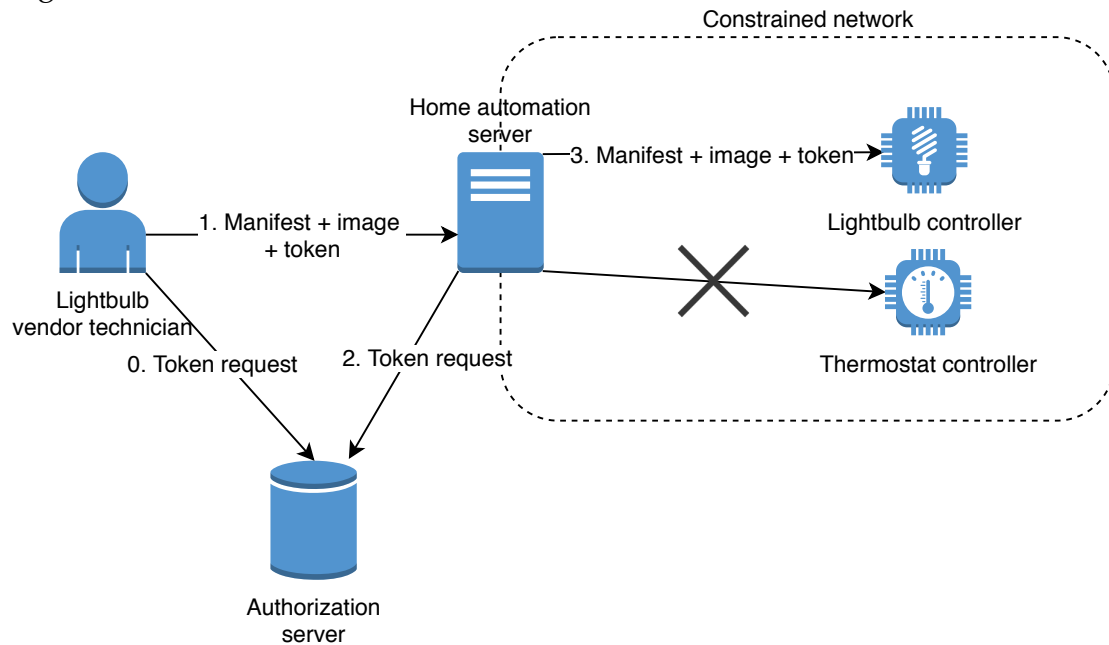 Constrained network
Home automation
server
3. Manifest + image + token
1. Manifest + image
+ token
Lightbulb controller
Lightbulb
vendor technician
0. Token request
2. Token request
Thermostat controller
Authorization
server